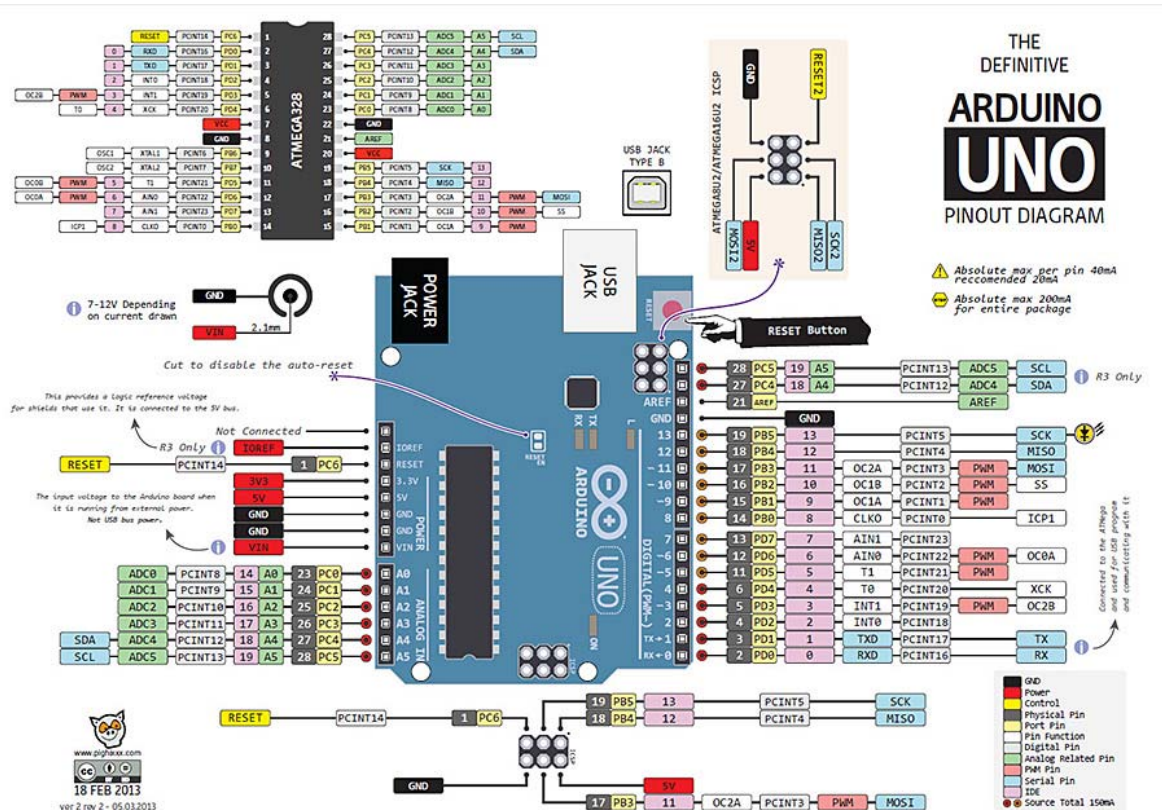 THE
DEFINITIVE
ARDUINO
UNO
PINOUT DIAGRAM
Absolute max per pin 40mA
reccomended 20mA
Absolute max 200mA
for entire package
RESET PCINT14 PC6 1
0 RXD PCINT16 PD0 2
1 TXD PCINT17 PD1 3
2 INT0 PCINT18 PD2 4
OC2B PWM 3 INT1 PCINT19 PD3 5
T0 4 XCK PCINT20 PD4 6
VCC 7
GND 8
OSC1 XTAL1 PCINT6 PB6 9
OSC2 XTAL2 PCINT7 PB7 10
OC0B PWM 5 T1 PCINT21 PD5 11
OC0A PWM 6 AIN0 PCINT22 PD6 12
7 AIN1 PCINT23 PD7 13
ICP1 8 CLKO PCINT0 PB0 14
ATMEGA328
28 PC5 PCINT13 ADC5 A5 SCL
27 PC4 PCINT12 ADC4 A4 SDA
26 PC3 PCINT11 ADC3 A3
25 PC2 PCINT10 ADC2 A2
24 PC1 PCINT9 ADC1 A1
23 PC0 PCINT8 ADC0 A0
22 GND
21 AREF
20 VCC
19 PB5 PCINT5 SCK 13
18 PB4 PCINT4 MISO 12
17 PB3 PCINT3 OC2A 11 PWM MOSI
16 PB2 PCINT2 OC1B 10 PWM SS
15 PB1 PCINT1 OC1A 9 PWM
USB JACK
TYPE B
ATMEGA8U2/ATMEGA16U2 ICSP
GND
RESET2
MOSI2
5V
MISO2
SCK2
7-12V Depending
on current drawn
GND
VIN
2.1mm
POWER
JACK
USB
JACK
RESET
RESET Button
Cut to disable the auto-reset
This provides a logic reference voltage
for shields that use it. It is connected to the 5V bus.
Not Connected
R3 Only IOREF
RESET PCINT14 1 PC6
3V3
5V
GND
GND
VIN
The input voltage to the Arduino board when
it is running from external power.
Not USB bus power.
ADC0 PCINT8 14 A0 23 PC0
ADC1 PCINT9 15 A1 24 PC1
ADC2 PCINT10 16 A2 25 PC2
ADC3 PCINT11 17 A3 26 PC3
SDA ADC4 PCINT12 18 A4 27 PC4
SCL ADC5 PCINT13 19 A5 28 PC5
IOREF
RESET
3.3V
5V
GND
GND
VIN
POWER
A0
A1
A2
A3
A4
A5
ANALOG IN
RESET
EN
RX
TX
L
ARDUINO
UNO
ON
ICSP
AREF
GND
13
12
~11
~10
~9
8
7
~6
~5
4
~3
2
TX→1
RX←0
DIGITAL(PWM~)
28 PC5 19 A5 PCINT13 ADC5 SCL
27 PC4 18 A4 PCINT12 ADC4 SDA
R3 Only
21 AREF AREF
GND
19 PB5 13 PCINT5 SCK
18 PB4 12 PCINT4 MISO
17 PB3 11 OC2A PCINT3 PWM MOSI
16 PB2 10 OC1B PCINT2 PWM SS
15 PB1 9 OC1A PCINT1 PWM
14 PB0 8 CLKO PCINT0 ICP1
13 PD7 7 AIN1 PCINT23
12 PD6 6 AIN0 PCINT22 PWM OC0A
11 PD5 5 T1 PCINT21 PWM
6 PD4 4 T0 PCINT20 XCK
5 PD3 3 INT1 PCINT19 PWM OC2B
4 PD2 2 INT0 PCINT18
3 PD1 1 TXD PCINT17 TX
2 PD0 0 RXD PCINT16 RX
Connected to the ATMega
and used for USB program
and communicating with it
RESET PCINT14 1 PC6
GND
19 PB5 13 PCINT5 SCK
18 PB4 12 PCINT4 MISO
ICSP
5V
17 PB3 11 OC2A PCINT3 PWM MOSI
www.pighixxx.com
cc
18 FEB 2013
ver 2 rev 2 - 05.03.2013
GND
Power
Control
Physical Pin
Port Pin
Pin Function
Digital Pin
Analog Related Pin
PWM Pin
Serial Pin
IDE
Source Total 150mA